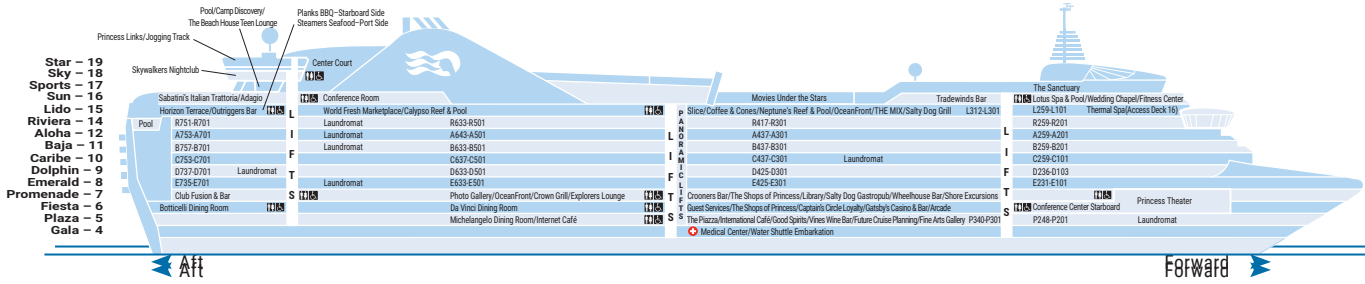 Pool/Camp Discovery/
The Beach House Teen Lounge
Planks BBQ–Starboard Side
Steamers Seafood–Port Side
Princess Links/Jogging Track
Skywalkers Nightclub
Center Court
Star – 19
Sky – 18
Sports – 17
Sun – 16
Lido – 15
Riviera – 14
Aloha – 12
Baja – 11
Caribe – 10
Dolphin – 9
Emerald – 8
Promenade – 7
Fiesta – 6
Plaza – 5
Gala – 4
The Sanctuary
Sabatini's Italian Trattoria/Adagio Conference Room Movies Under the Stars Tradewinds Bar Lotus Spa & Pool/Wedding Chapel/Fitness Center
Horizon Terrace/Outriggers Bar World Fresh Marketplace/Calypso Reef & Pool Slice/Coffee & Cones/Neptune's Reef & Pool/OceanFront/THE MIX/Salty Dog Grill L312-L301 L259-L101 Thermal Spa(Access Deck 16)
Pool R751-R701 Laundromat R633-R501 R417-R301 R259-R201
A753-A701 Laundromat A643-A501 A437-A301 A259-A201
B757-B701 Laundromat B633-B501 B437-B301 B259-B201
C753-C701 C637-C501 C437-C301 Laundromat C259-C101
D737-D701 Laundromat D633-D501 D425-D301 D236-D103
E735-E701 Laundromat E633-E501 E425-E301 E231-E101
Club Fusion & Bar Photo Gallery/OceanFront/Crown Grill/Explorers Lounge Crooners Bar/The Shops of Princess/Library/Salty Dog Gastropub/Wheelhouse Bar/Shore Excursions Princess Theater
Botticelli Dining Room Da Vinci Dining Room Guest Services/The Shops of Princess/Captain's Circle Loyalty/Gatsby's Casino & Bar/Arcade Conference Center Starboard
Michelangelo Dining Room/Internet Café The Piazza/International Café/Good Spirits/Vines Wine Bar/Future Cruise Planning/Fine Arts Gallery P340-P301 P248-P201 Laundromat
Medical Center/Water Shuttle Embarkation
LIFTS
LIFTS
PANORAMIC LIFTS
LIFTS
Aft
Aft
Forward
Forward